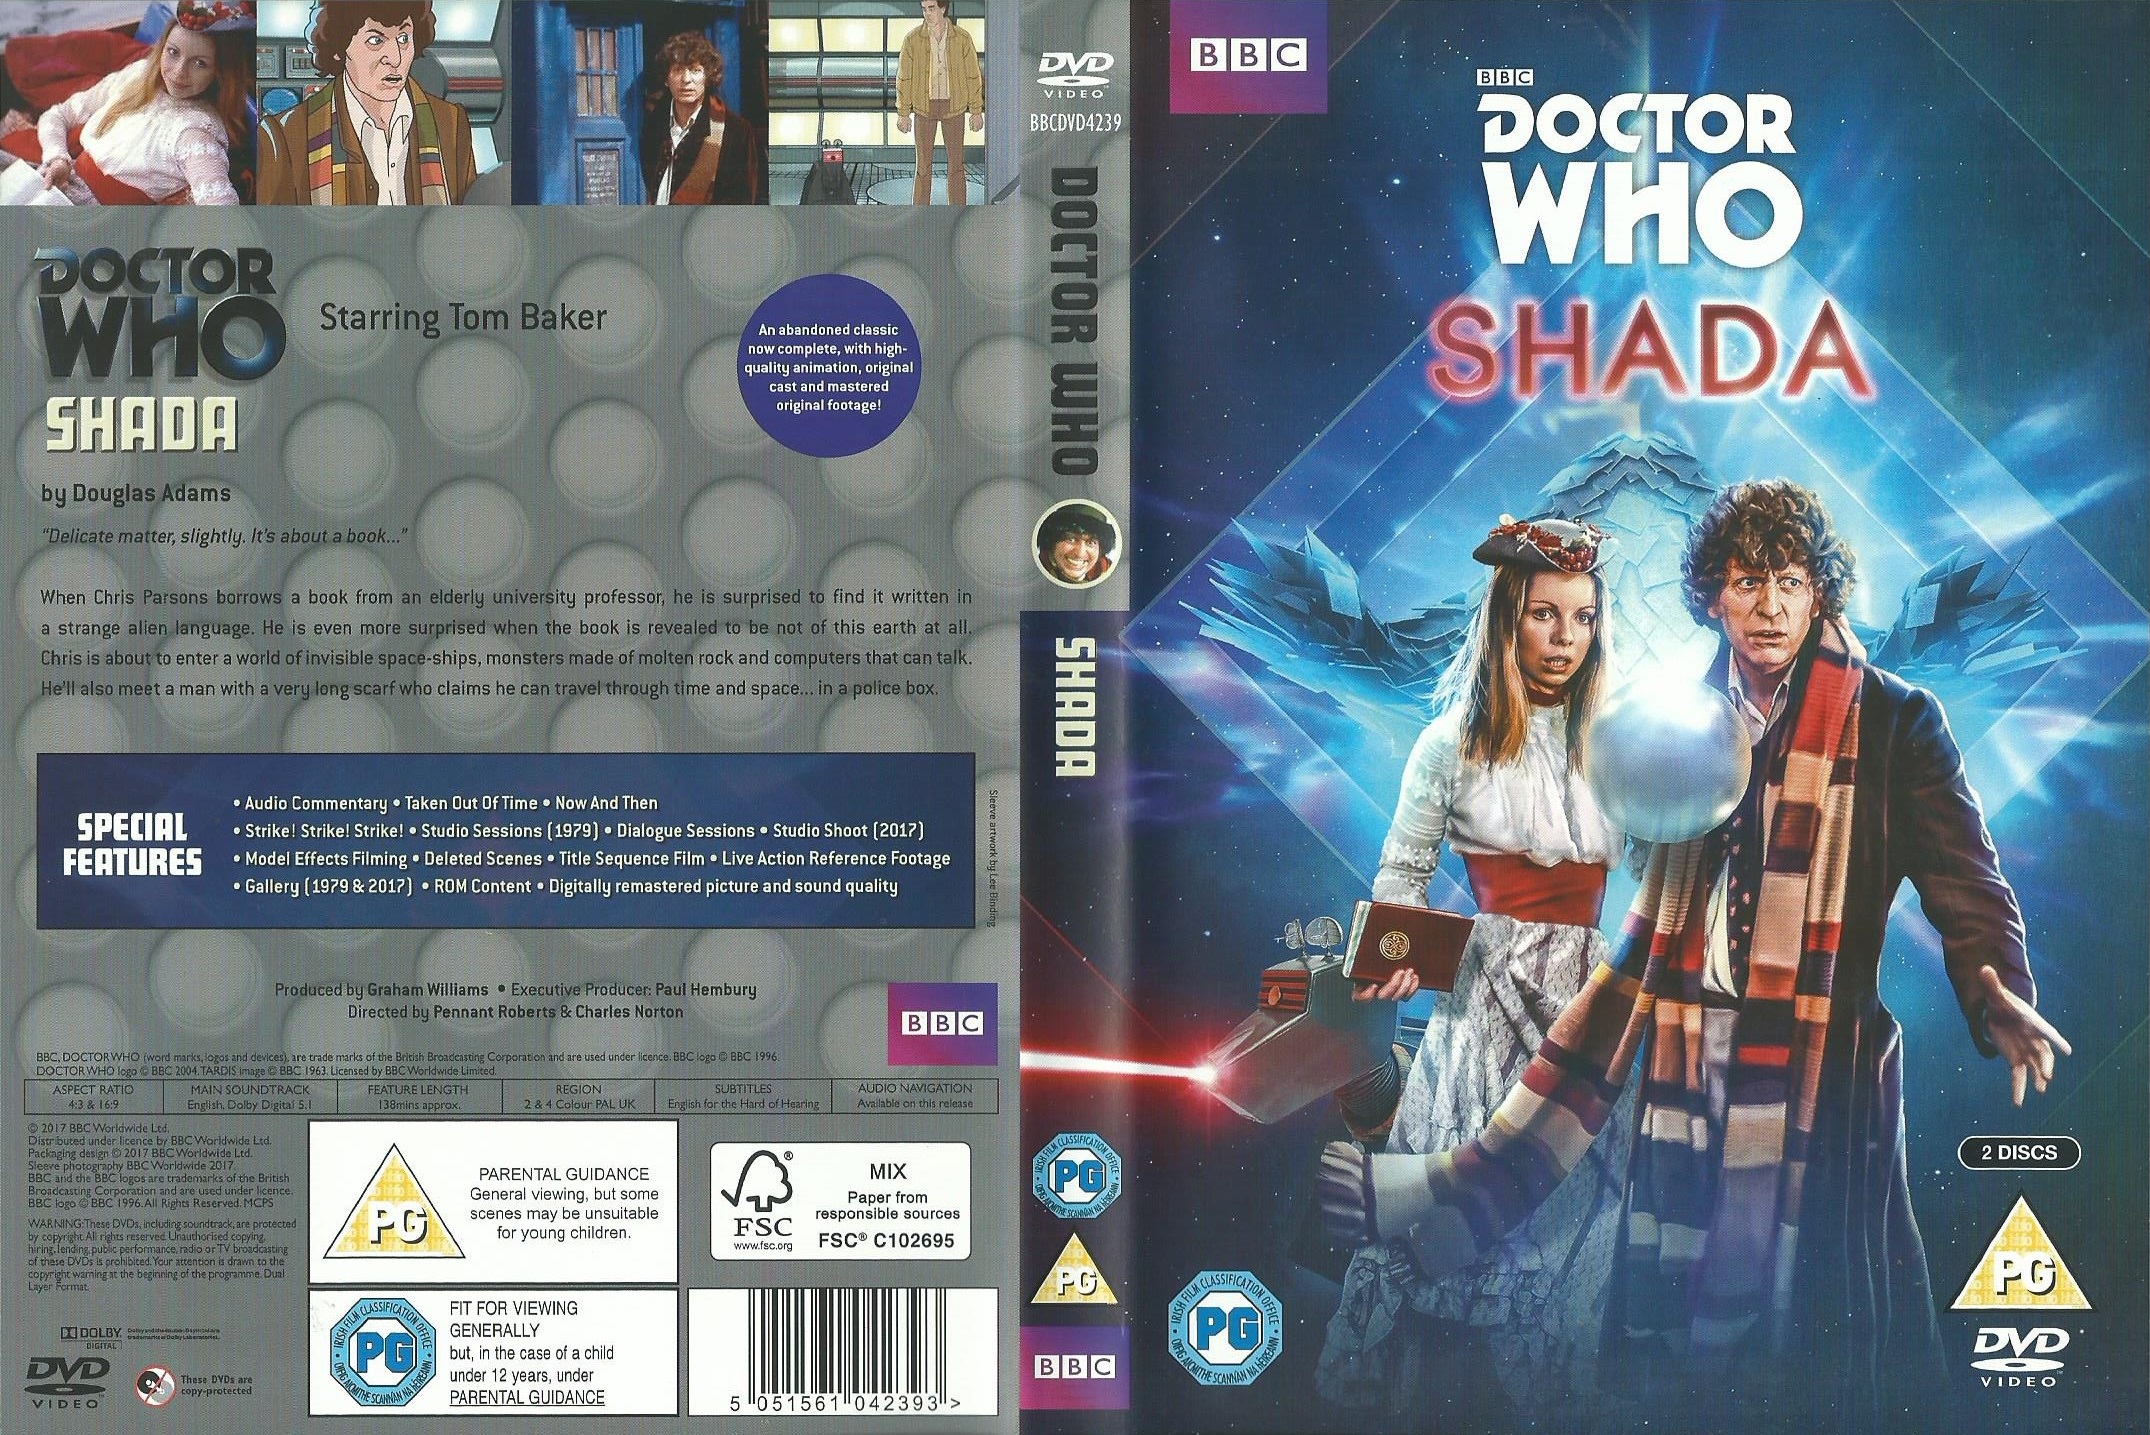 Starring Tom Baker
DOCTOR
WHO
SHADA
An abandoned classic
now complete, with high-
quality animation, original
cast and mastered
original footage!
by Douglas Adams
"Delicate matter, slightly. It's about a book..."
When Chris Parsons borrows a book from an elderly university professor, he is surprised to find it written in
a strange alien language. He is even more surprised when the book is revealed to be not of this earth at all.
Chris is about to enter a world of invisible space-ships, monsters made of molten rock and computers that can talk.
He'll also meet a man with a very long scarf who claims he can travel through time and space... in a police box.
SPECIAL
FEATURES
• Audio Commentary • Taken Out Of Time • Now And Then
• Strike! Strike! Strike! • Studio Sessions (1979) • Dialogue Sessions • Studio Shoot (2017)
• Model Effects Filming • Deleted Scenes • Title Sequence Film • Live Action Reference Footage
• Gallery (1979 & 2017) • ROM Content • Digitally remastered picture and sound quality
Sleeve artwork by Lee Binding
Produced by Graham Williams • Executive Producer: Paul Hembury
Directed by Pennant Roberts & Charles Norton
BBC
BBC, DOCTOR WHO (word marks, logos and devices), are trade marks of the British Broadcasting Corporation and are used under licence. BBC logo © BBC 1996.
DOCTOR WHO logo © BBC 2004. TARDIS image © BBC 1963. Licensed by BBC Worldwide Limited.
ASPECT RATIO
4:3 & 16:9
MAIN SOUNDTRACK
English, Dolby Digital 5.1
FEATURE LENGTH
138mins approx.
REGION
2 & 4 Colour PAL UK
SUBTITLES
English for the Hard of Hearing
AUDIO NAVIGATION
Available on this release
© 2017 BBC Worldwide Ltd.
Distributed under licence by BBC Worldwide Ltd.
Packaging design © 2017 BBC Worldwide Ltd.
Sleeve photography BBC Worldwide 2017.
BBC and the BBC logos are trademarks of the British
Broadcasting Corporation and are used under licence.
BBC logo © BBC 1996. All Rights Reserved. MCPS
WARNING: These DVDs, including soundtrack, are protected
by copyright. All rights reserved. Unauthorised copying,
hiring, lending, public performance, radio or TV broadcasting
of these DVDs is prohibited. Your attention is drawn to the
copyright warning at the beginning of the programme. Dual
Layer Format.
DOLBY
DIGITAL
DVD
VIDEO
These DVDs are
copy-protected
PG
PARENTAL GUIDANCE
General viewing, but some
scenes may be unsuitable
for young children.
IRISH FILM CLASSIFICATION OFFICE
PG
FIT FOR VIEWING
GENERALLY
but, in the case of a child
under 12 years, under
PARENTAL GUIDANCE
FSC
www.fsc.org
MIX
Paper from
responsible sources
FSC® C102695
5 051561 042393 >
DVD
VIDEO
BBCDVD4239
DOCTOR WHO
SHADA
IRISH FILM CLASSIFICATION OFFICE
PG
PG
BBC
BBC
BBC
DOCTOR
WHO
SHADA
2 DISCS
IRISH FILM CLASSIFICATION OFFICE
PG
PG
DVD
VIDEO